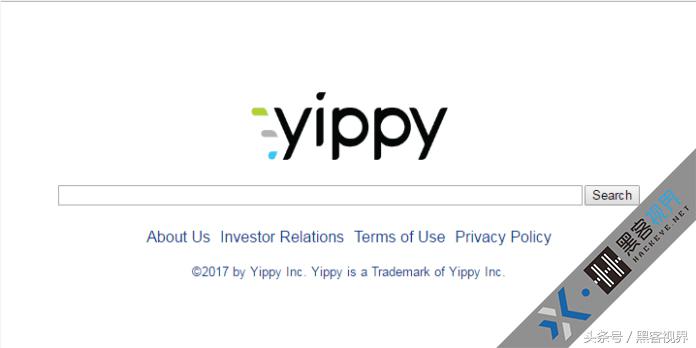 yippy
Search
About Us Investor Relations Terms of Use Privacy Policy
©2017 by Yippy Inc. Yippy is a Trademark of Yippy Inc.
黑客视界
HACKEYE.NET
头条号 / 黑客视界